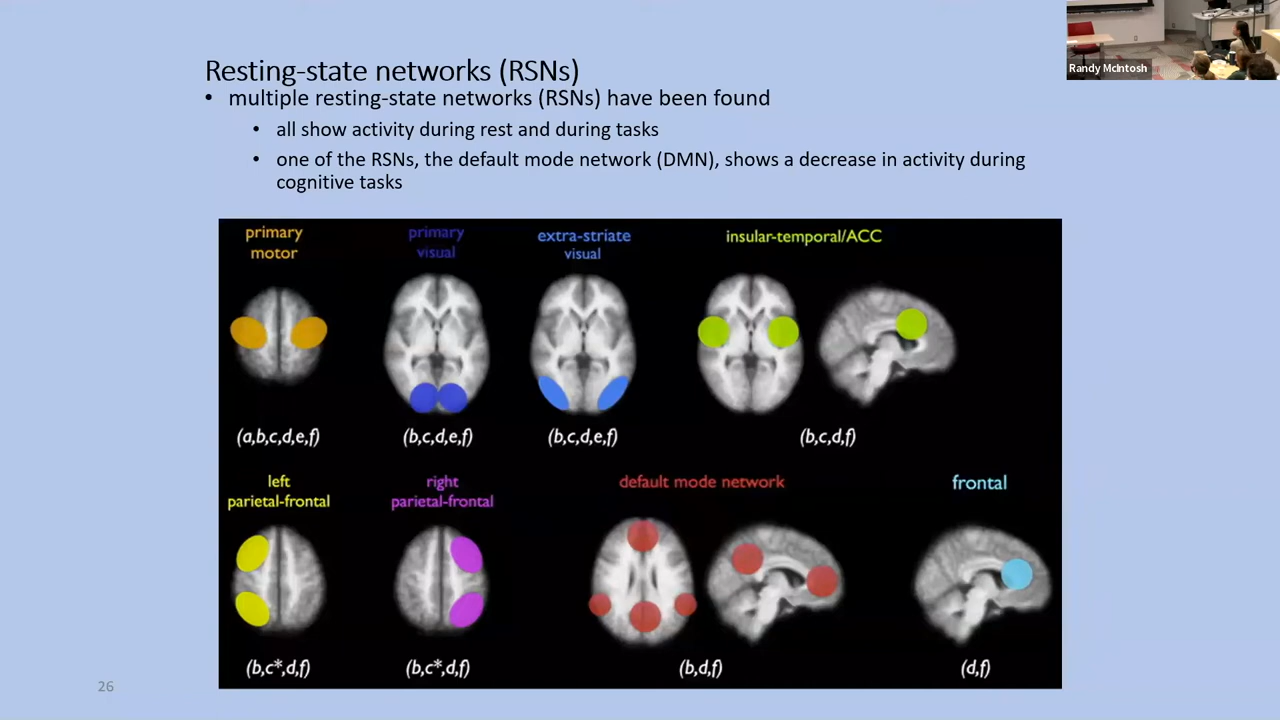 Randy McIntosh
Resting-state networks (RSNs)
• multiple resting-state networks (RSNs) have been found
• all show activity during rest and during tasks
• one of the RSNs, the default mode network (DMN), shows a decrease in activity during
cognitive tasks
primary
motor
primary
visual
extra-striate
visual
insular-temporal/ACC
(a,b,c,d,e,f)
(b,c,d,e,f)
(b,c,d,e,f)
(b,c,d,f)
left
parietal-frontal
right
parietal-frontal
default mode network
frontal
(b,c*,d,f)
(b,c*,d,f)
(b,d,f)
(d,f)
26